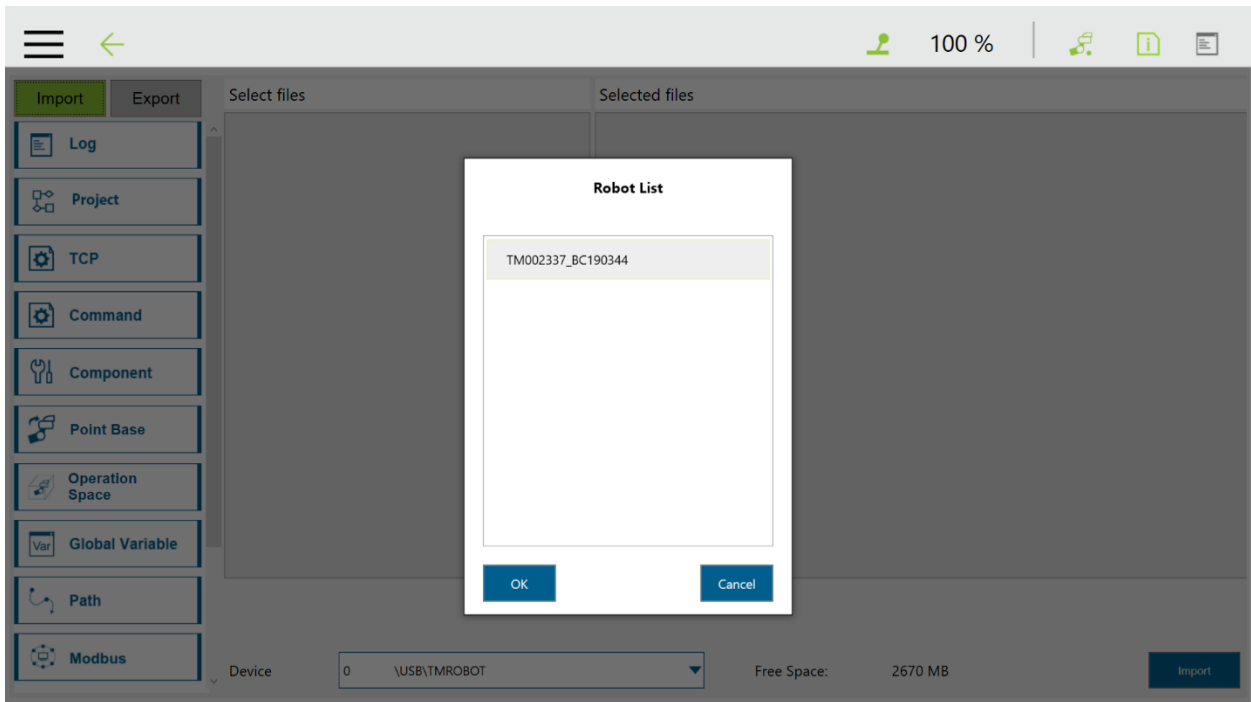 100 %
Import
Export
Select files
Selected files
Log
Project
TCP
Command
Component
Point Base
Operation
Space
Var
Global Variable
Path
Modbus
Robot List
TM002337_BC190344
OK
Cancel
Device
0 \USB\TMROBOT
Free Space:
2670 MB
Import